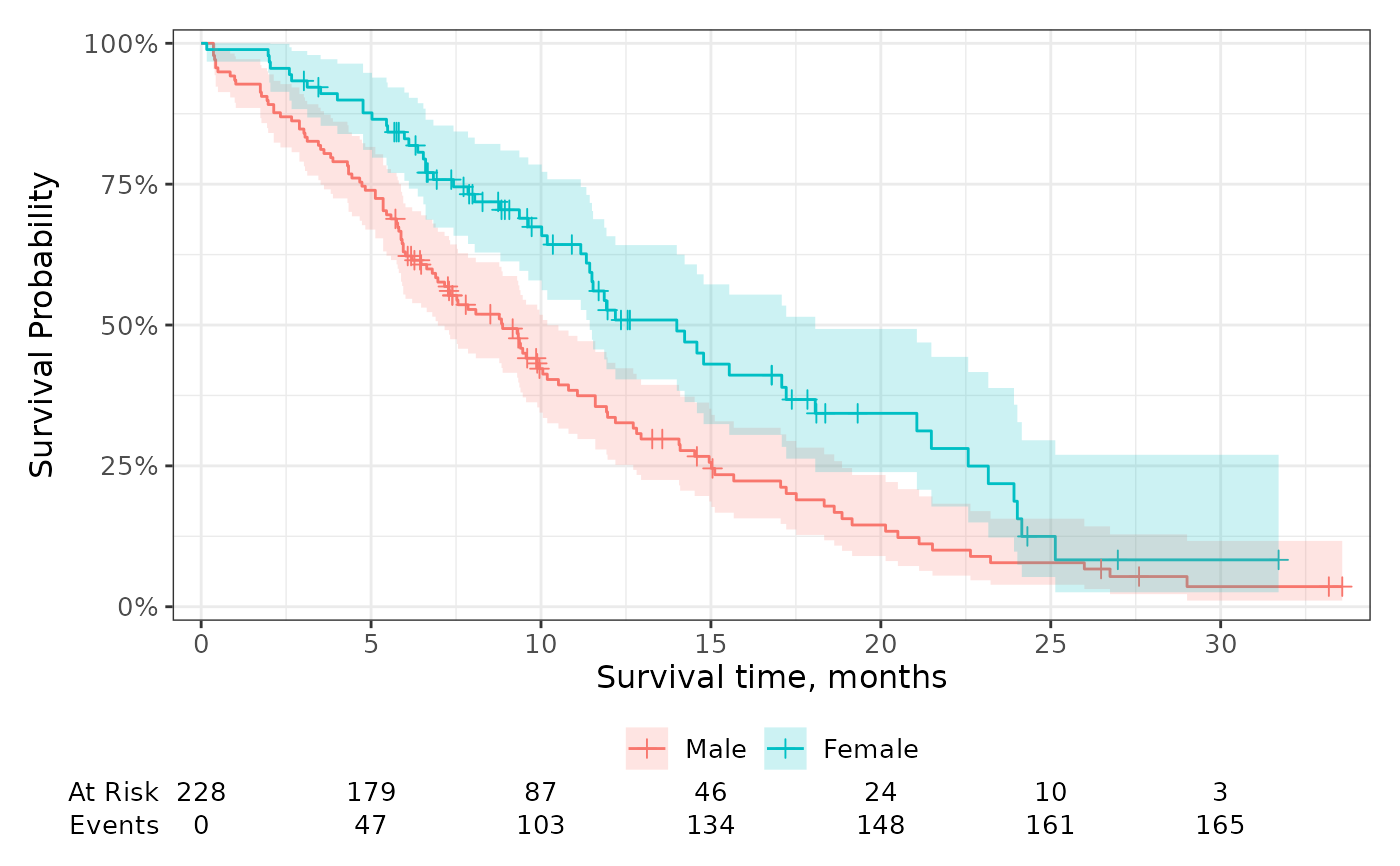 Survival Probability
100%
75%
50%
25%
0%
0 5 10 15 20 25 30
Survival time, months
Male Female
At Risk 228 179 87 46 24 10 3
Events 0 47 103 134 148 161 165